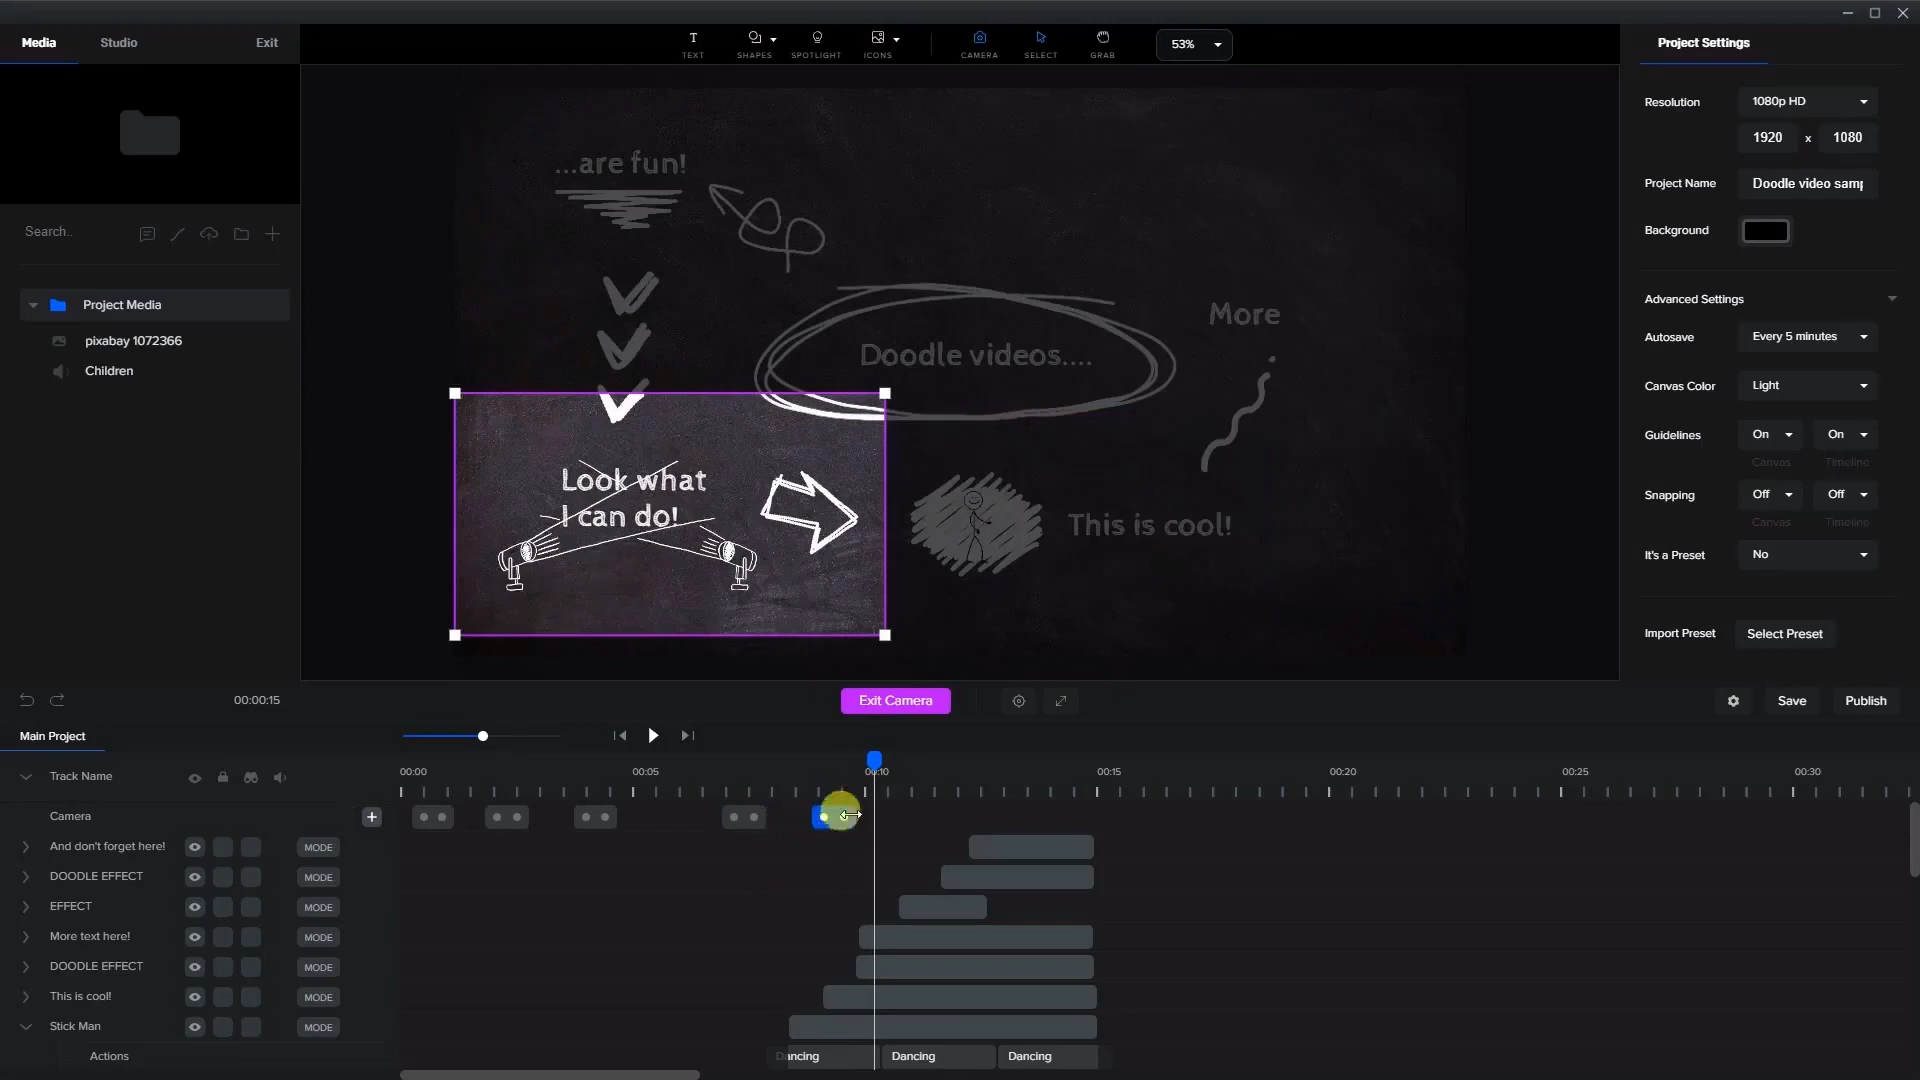 Media Studio Exit
TEXT SHAPES SPOTLIGHT ICONS CAMERA SELECT GRAB
53%
Project Settings
Resolution 1080p HD
1920 x 1080
Project Name Doodle video samp
Background
Advanced Settings
Autosave Every 5 minutes
Canvas Color Light
Guidelines On On
Canvas Timeline
Snapping Off Off
Canvas Timeline
It's a Preset No
Import Preset Select Preset
Search..
Project Media
pixabay 1072366
Children
...are fun!
Doodle videos....
More
Look what
I can do!
This is cool!
00:00:15
Exit Camera
Save Publish
Main Project
Track Name
00:00 00:05 00:10 00:15 00:20 00:25 00:30
Camera
And don't forget here! MODE
DOODLE EFFECT MODE
EFFECT MODE
More text here! MODE
DOODLE EFFECT MODE
This is cool! MODE
Stick Man MODE
Actions Dancing Dancing Dancing